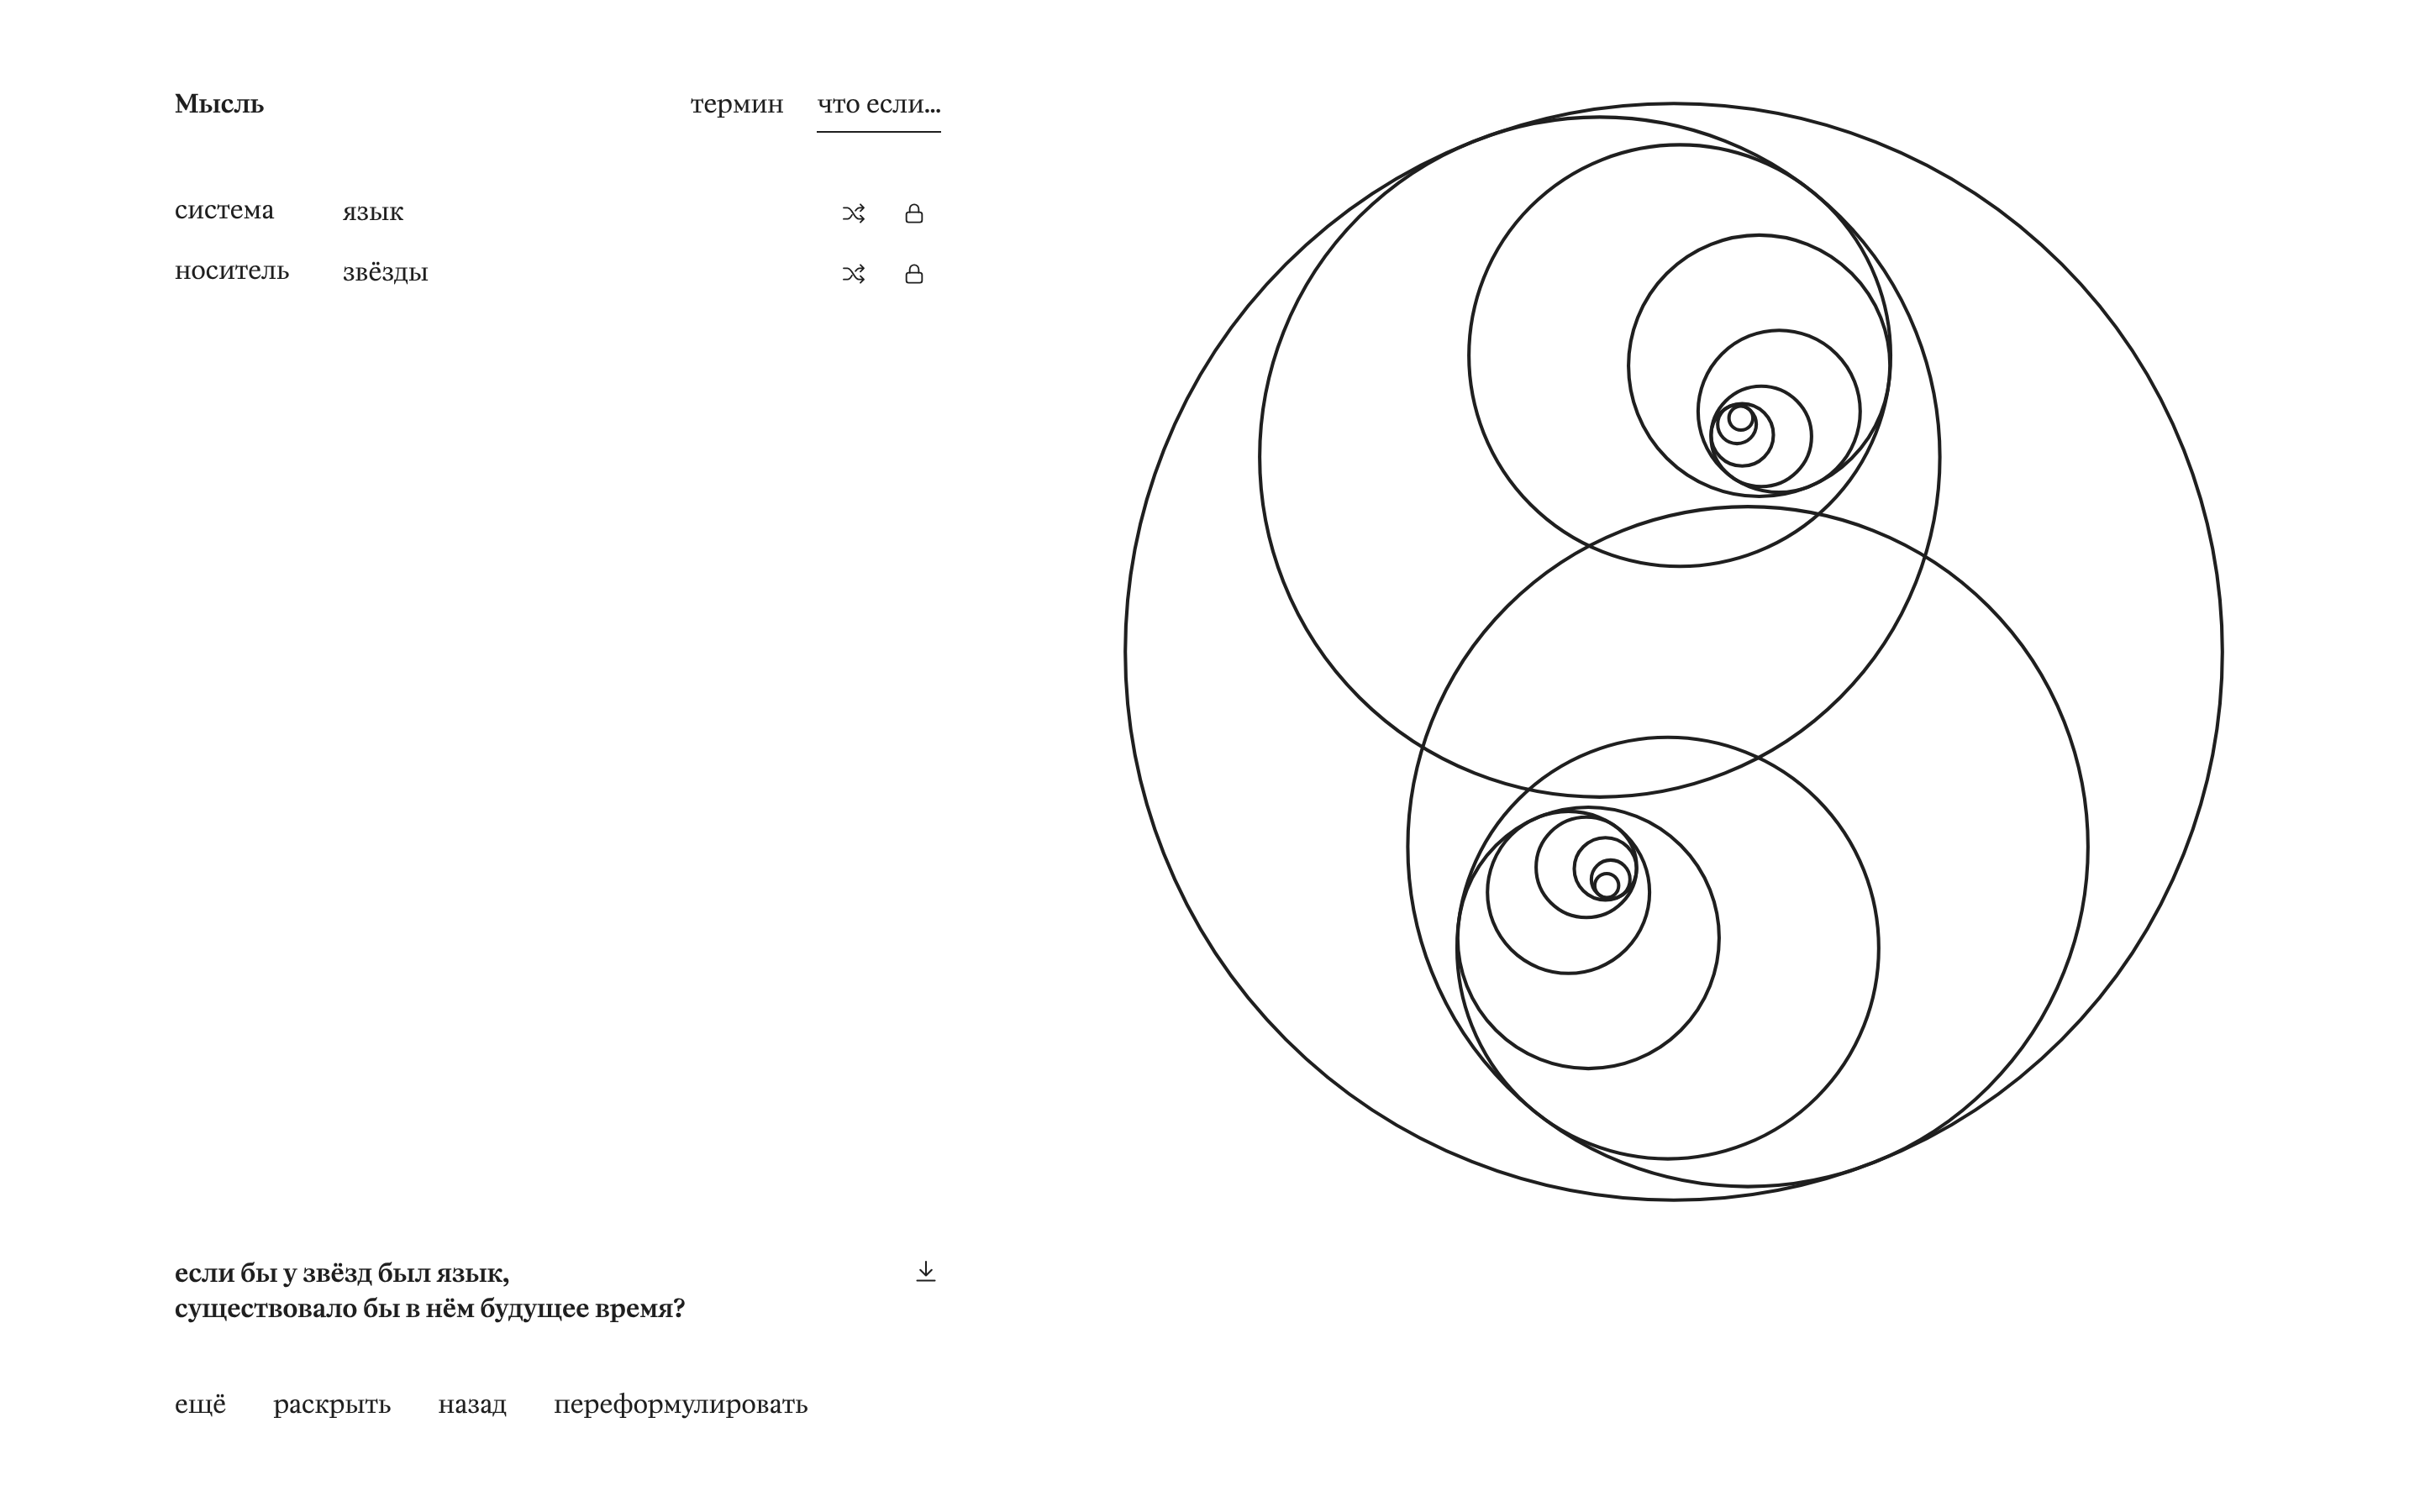 Мысль термин что если...
система язык
носитель звёзды
если бы у звёзд был язык,
существовало бы в нём будущее время?
ещё раскрыть назад переформулировать